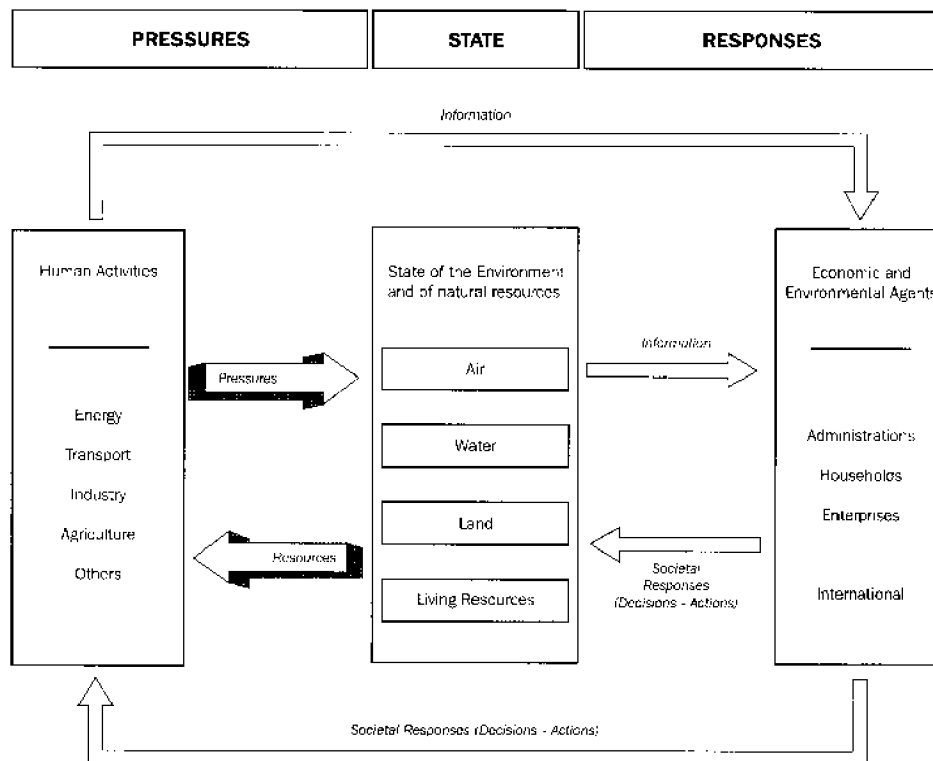 PRESSURES
STATE
RESPONSES
Information
Human Activities
Energy
Transport
Industry
Agriculture
Others
Pressures
Resources
State of the Environment
and of natural resources
Air
Water
Land
Living Resources
Information
Societal
Responses
(Decisions - Actions)
Economic and
Environmental Agents
Administrations
Households
Enterprises
International
Societal Responses (Decisions - Actions)